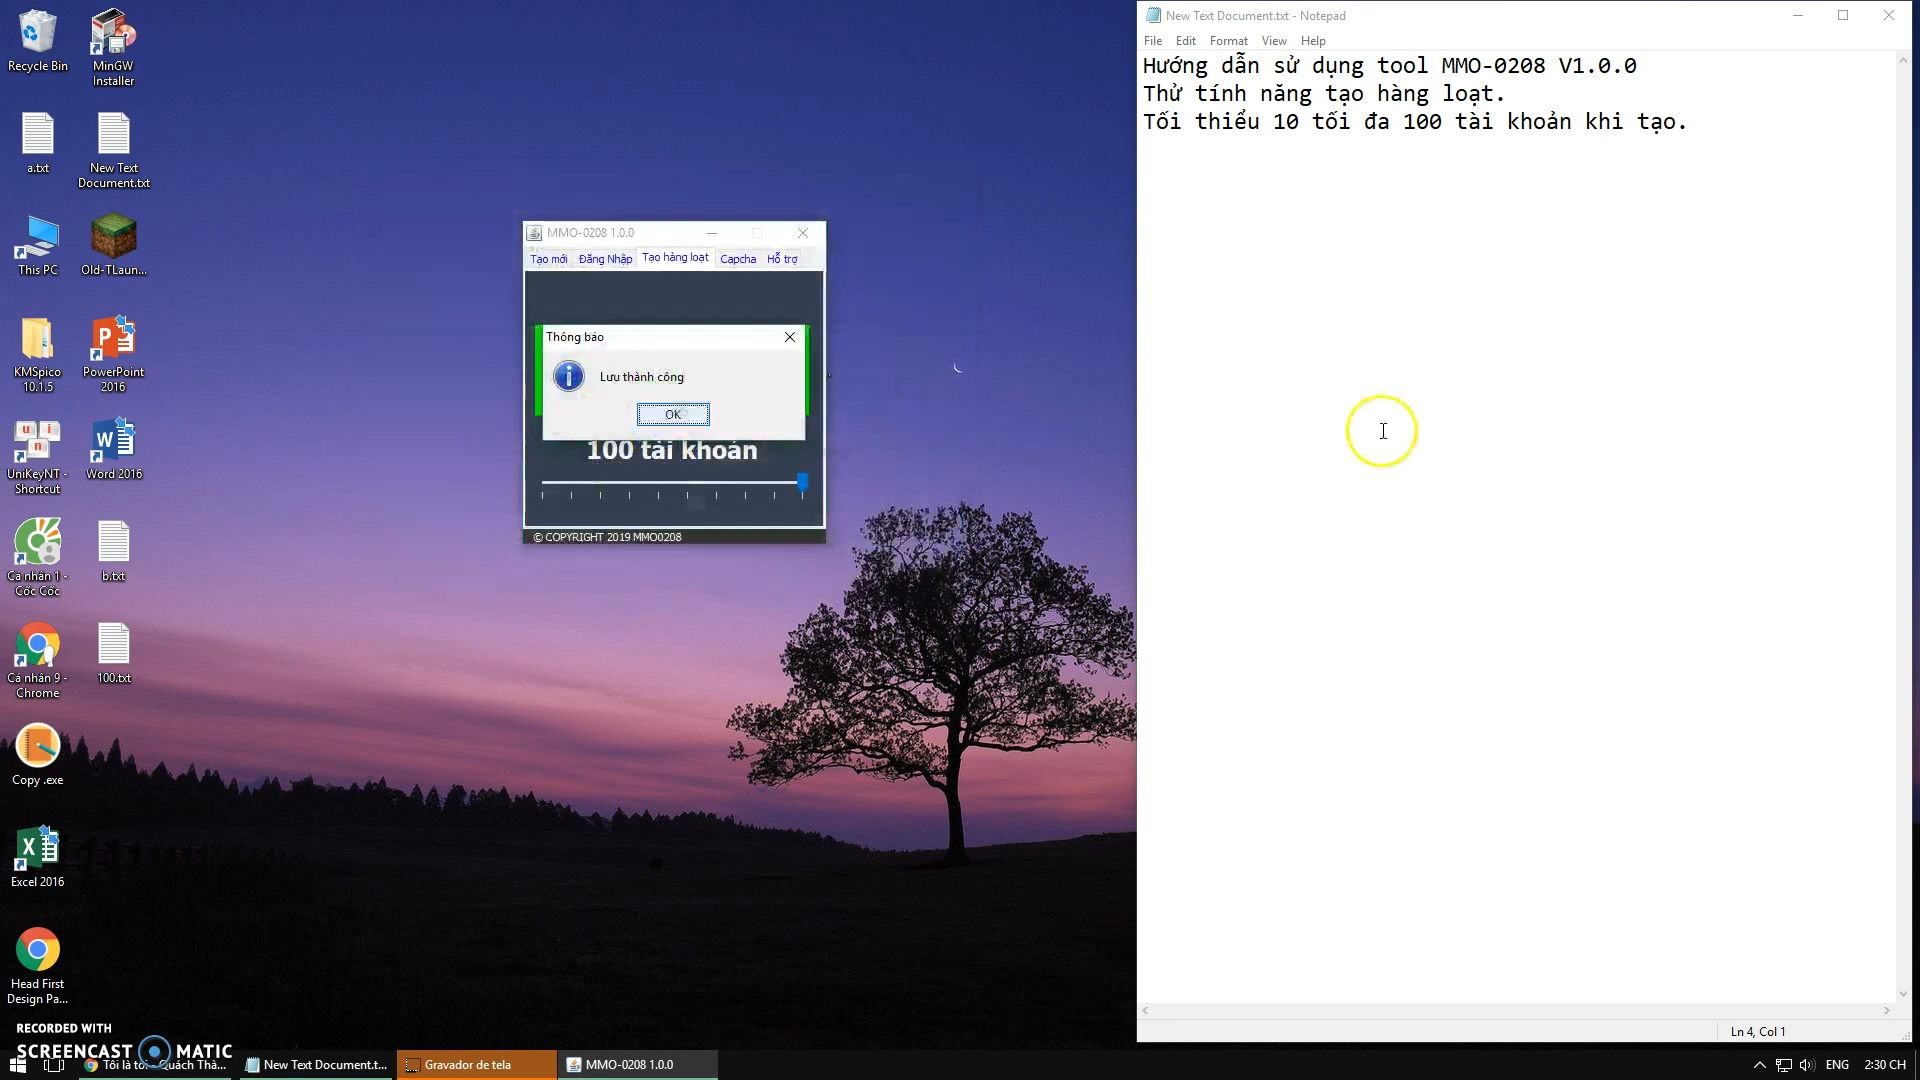 Recycle Bin
MinGW
Installer
a.txt
New Text
Document.txt
This PC
Old-TLaun...
KMSpico
10.1.5
PowerPoint
2016
UniKeyNT -
Shortcut
Word 2016
Cá nhân 1 -
Cốc Cốc
b.txt
Cá nhân 9 -
Chrome
100.txt
Copy .exe
Excel 2016
Head First
Design Pa...
MMO-0208 1.0.0
Tạo mới Đăng Nhập Tạo hàng loạt Capcha Hỗ trợ
Thông báo
Lưu thành công
OK
100 tài khoản
© COPYRIGHT 2019 MMO0208
New Text Document.txt - Notepad
File Edit Format View Help
Hướng dẫn sử dụng tool MMO-0208 V1.0.0
Thử tính năng tạo hàng loạt.
Tối thiểu 10 tối đa 100 tài khoản khi tạo.
Ln 4, Col 1
RECORDED WITH
SCREENCAST MATIC
Tôi là tôi - Quách Thà... New Text Document.t... Gravador de tela MMO-0208 1.0.0 ENG 2:30 CH